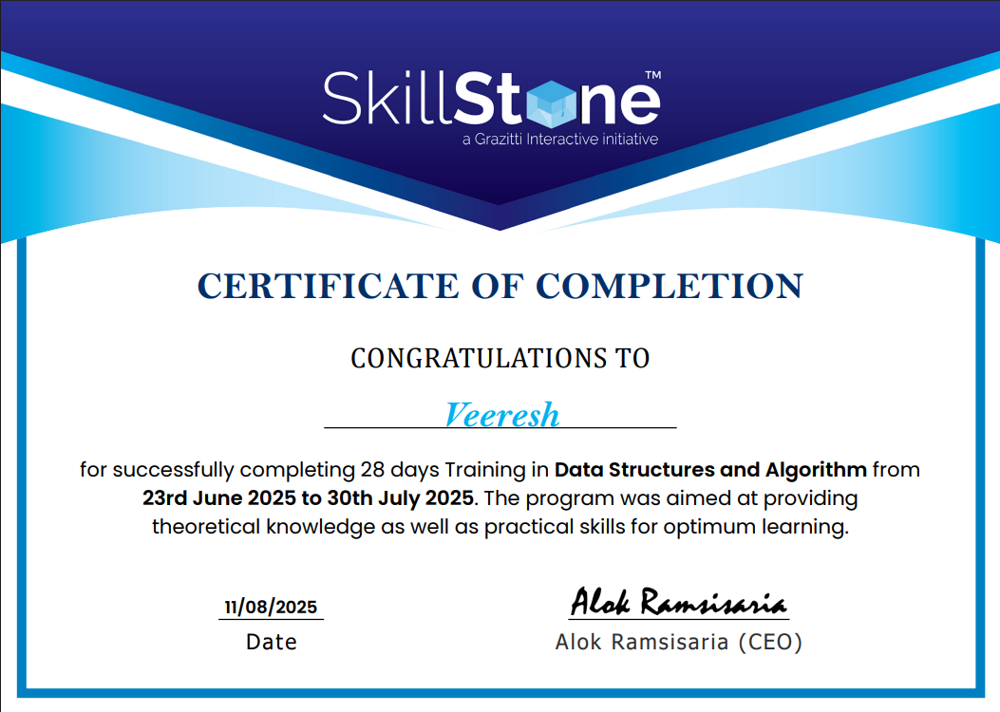 SkillStone™
a Grazitti Interactive initiative
CERTIFICATE OF COMPLETION
CONGRATULATIONS TO
Veeresh
for successfully completing 28 days Training in Data Structures and Algorithm from
23rd June 2025 to 30th July 2025. The program was aimed at providing
theoretical knowledge as well as practical skills for optimum learning.
11/08/2025
Date
Alok Ramsisaria
Alok Ramsisaria (CEO)